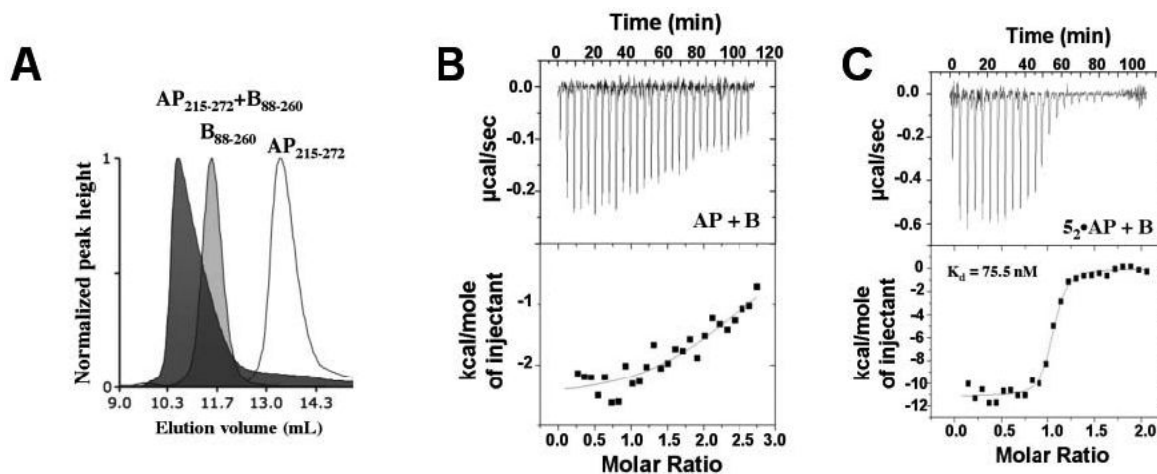 A
AP215-272+B88-260
B88-260
AP215-272
Normalized peak height
1
0
9.0 10.3 11.7 13.0 14.3
Elution volume (mL)
B
Time (min)
0 20 40 60 80 100 120
µcal/sec
0.0
-0.1
-0.2
AP + B
kcal/mole
of injectant
-1
-2
0.0 0.5 1.0 1.5 2.0 2.5 3.0
Molar Ratio
C
Time (min)
0 20 40 60 80 100
µcal/sec
0.0
-0.2
-0.4
-0.6
5₂•AP + B
Kd = 75.5 nM
kcal/mole
of injectant
0
-2
-4
-6
-8
-10
-12
0.0 0.5 1.0 1.5 2.0
Molar Ratio